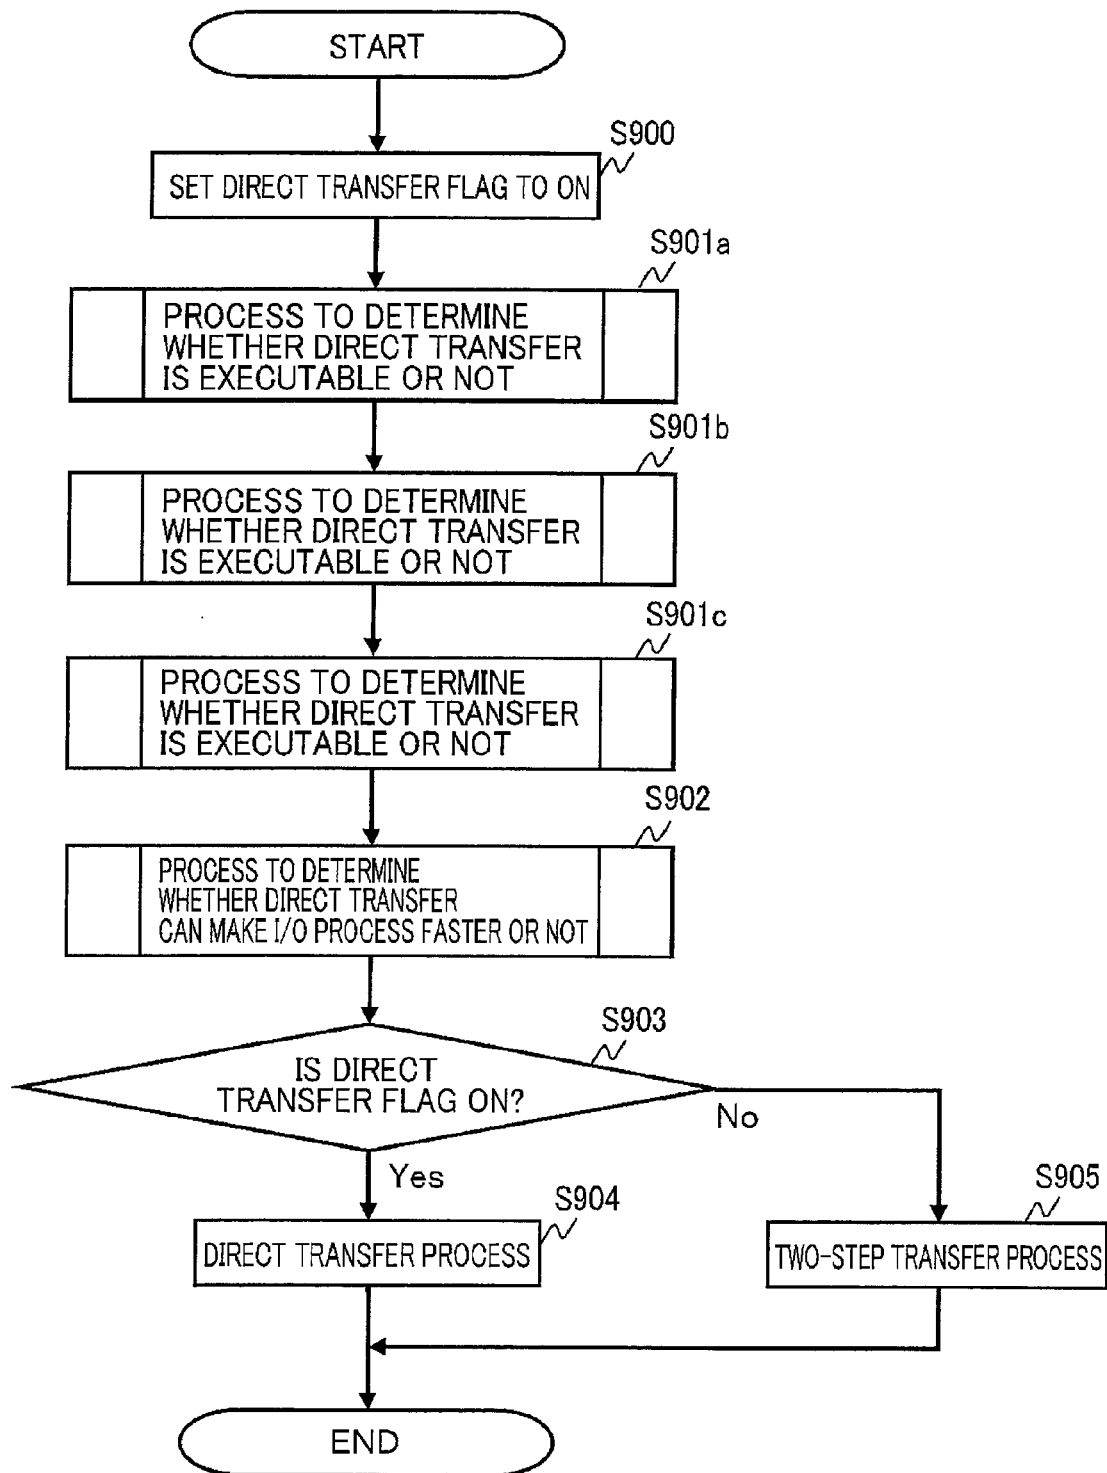 START
S900
SET DIRECT TRANSFER FLAG TO ON
S901a
PROCESS TO DETERMINE
WHETHER DIRECT TRANSFER
IS EXECUTABLE OR NOT
S901b
PROCESS TO DETERMINE
WHETHER DIRECT TRANSFER
IS EXECUTABLE OR NOT
S901c
PROCESS TO DETERMINE
WHETHER DIRECT TRANSFER
IS EXECUTABLE OR NOT
S902
PROCESS TO DETERMINE
WHETHER DIRECT TRANSFER
CAN MAKE I/O PROCESS FASTER OR NOT
S903
IS DIRECT
TRANSFER FLAG ON?
No
Yes
S904
DIRECT TRANSFER PROCESS
S905
TWO-STEP TRANSFER PROCESS
END